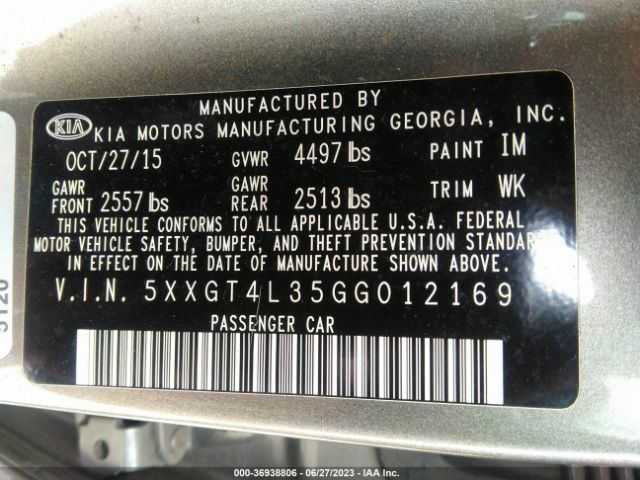 MANUFACTURED BY
KIA KIA MOTORS MANUFACTURING GEORGIA, INC.
OCT/27/15 GVWR 4497 lbs PAINT IM
GAWR FRONT 2557 lbs GAWR REAR 2513 lbs TRIM WK
THIS VEHICLE CONFORMS TO ALL APPLICABLE U.S.A. FEDERAL
MOTOR VEHICLE SAFETY, BUMPER, AND THEFT PREVENTION STANDAR
IN EFFECT ON THE DATE OF MANUFACTURE SHOWN ABOVE.
V.I.N. 5XXGT4L35GG012169
PASSENGER CAR
5120
000-36938806 - 06/27/2023 - IAA Inc.